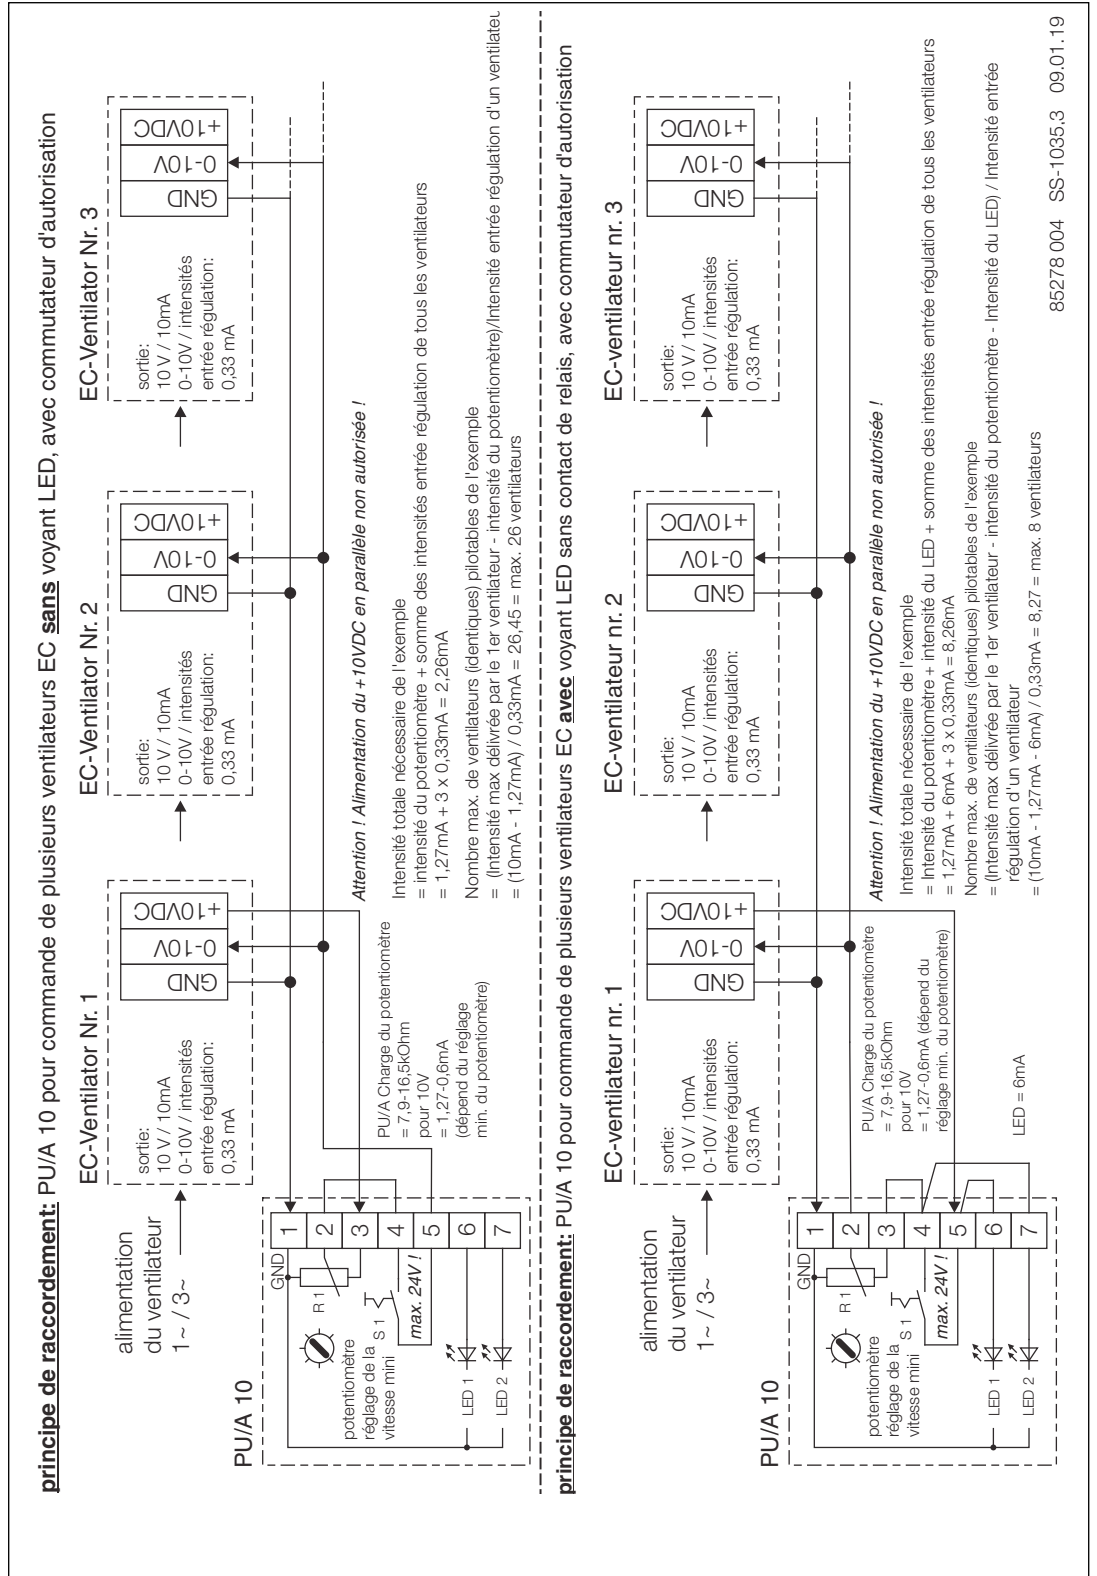 principe de raccordement: PU/A 10 pour commande de plusieurs ventilateurs EC sans voyant LED, avec commutateur d'autorisation
alimentation
du ventilateur
1~ / 3~
EC-Ventilator Nr. 1
sortie:
10 V / 10mA
0-10V / intensités
entrée régulation:
0,33 mA
GND
0-10V
+10VDC
EC-Ventilator Nr. 2
sortie:
10 V / 10mA
0-10V / intensités
entrée régulation:
0,33 mA
GND
0-10V
+10VDC
EC-Ventilator Nr. 3
sortie:
10 V / 10mA
0-10V / intensités
entrée régulation:
0,33 mA
GND
0-10V
+10VDC
PU/A 10
GND
1
2
3
4
5
6
7
R 1
potentiomètre
réglage de la
vitesse mini
S 1
max. 24V !
LED 1
LED 2
PU/A Charge du potentiomètre
= 7,9-16,5kOhm
pour 10V
= 1,27-0,6mA
(dépend du réglage
min. du potentiomètre)
Attention ! Alimentation du +10VDC en parallèle non autorisée !
Intensité totale nécessaire de l'exemple
= intensité du potentiomètre + somme des intensités entrée régulation de tous les ventilateurs
= 1,27mA + 3 x 0,33mA = 2,26mA
Nombre max. de ventilateurs (identiques) pilotables de l'exemple
= (Intensité max délivrée par le 1er ventilateur - intensité du potentiomètre)/Intensité entrée régulation d'un ventilateu
= (10mA - 1,27mA) / 0,33mA = 26,45 = max. 26 ventilateurs
principe de raccordement: PU/A 10 pour commande de plusieurs ventilateurs EC avec voyant LED sans contact de relais, avec commutateur d'autorisation
alimentation
du ventilateur
1~ / 3~
EC-ventilateur nr. 1
sortie:
10 V / 10mA
0-10V / intensités
entrée régulation:
0,33 mA
GND
0-10V
+10VDC
EC-ventilateur nr. 2
sortie:
10 V / 10mA
0-10V / intensités
entrée régulation:
0,33 mA
GND
0-10V
+10VDC
EC-ventilateur nr. 3
sortie:
10 V / 10mA
0-10V / intensités
entrée régulation:
0,33 mA
GND
0-10V
+10VDC
PU/A 10
GND
1
2
3
4
5
6
7
R 1
potentiomètre
réglage de la
vitesse mini
S 1
max. 24V !
LED 1
LED 2
PU/A Charge du potentiomètre
= 7,9-16,5kOhm
pour 10V
= 1,27-0,6mA (dépend du
réglage min. du potentiomètre)
LED = 6mA
Attention ! Alimentation du +10VDC en parallèle non autorisée !
Intensité totale nécessaire de l'exemple
= Intensité du potentiomètre + intensité du LED + somme des intensités entrée régulation de tous les ventilateurs
= 1,27mA + 6mA + 3 x 0,33mA = 8,26mA
Nombre max. de ventilateurs (identiques) pilotables de l'exemple
= (Intensité max délivrée par le 1er ventilateur - intensité du potentiomètre - Intensité du LED) / Intensité entrée
régulation d'un ventilateur
= (10mA - 1,27mA - 6mA) / 0,33mA = 8,27 = max. 8 ventilateurs
85278 004 SS-1035,3 09.01.19